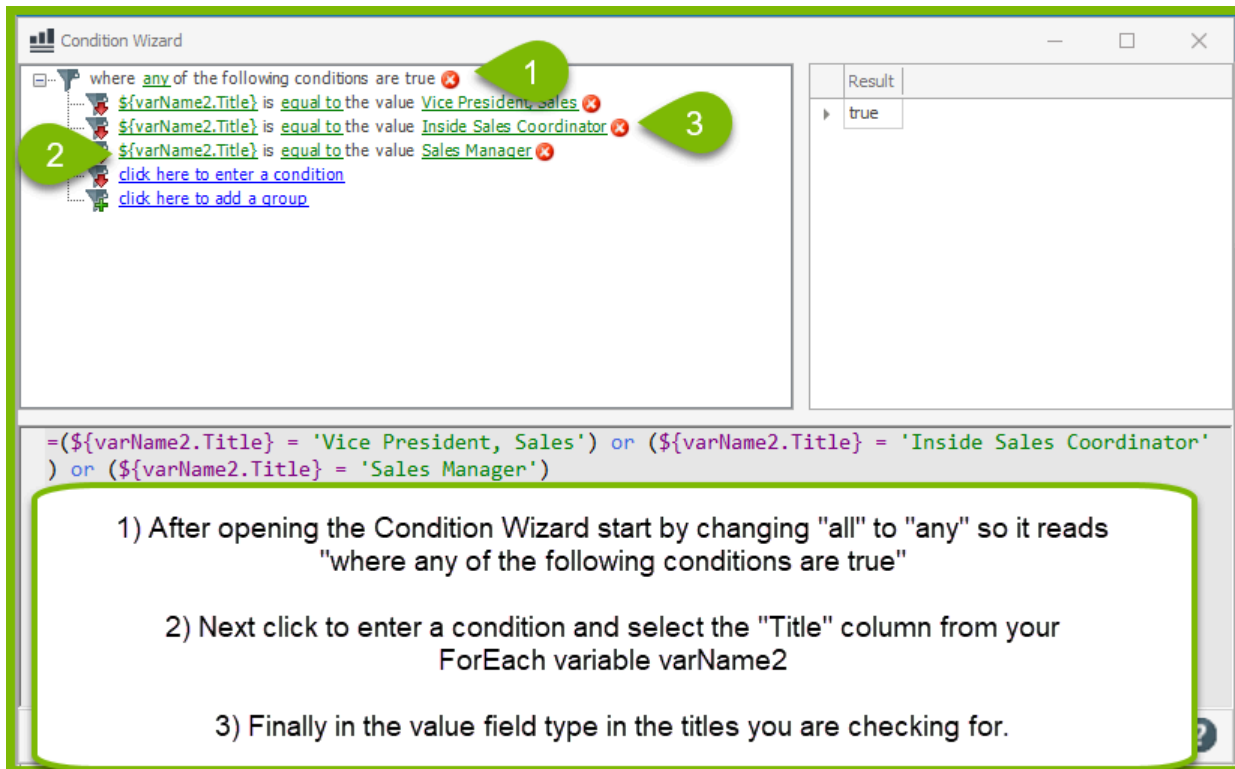 Condition Wizard
where any of the following conditions are true
1
Result
${varName2.Title} is equal to the value Vice President, Sales
true
${varName2.Title} is equal to the value Inside Sales Coordinator
3
2
${varName2.Title} is equal to the value Sales Manager
click here to enter a condition
click here to add a group
=(${varName2.Title} = 'Vice President, Sales') or (${varName2.Title} = 'Inside Sales Coordinator'
) or (${varName2.Title} = 'Sales Manager')
1) After opening the Condition Wizard start by changing "all" to "any" so it reads
"where any of the following conditions are true"
2) Next click to enter a condition and select the "Title" column from your
ForEach variable varName2
3) Finally in the value field type in the titles you are checking for.
?